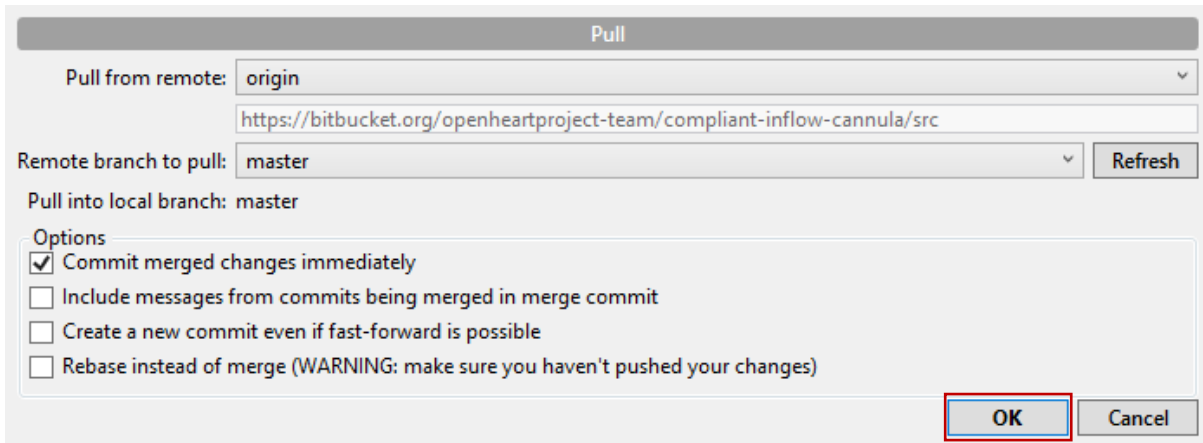 Pull
Pull from remote: origin
https://bitbucket.org/openheartproject-team/compliant-inflow-cannula/src
Remote branch to pull: master Refresh
Pull into local branch: master
Options
Commit merged changes immediately
Include messages from commits being merged in merge commit
Create a new commit even if fast-forward is possible
Rebase instead of merge (WARNING: make sure you haven't pushed your changes)
OK Cancel